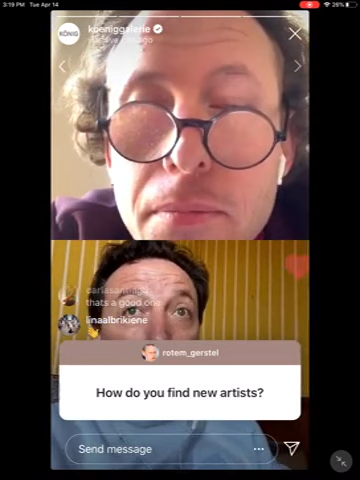 3:19 PM Tue Apr 14
26%
KÖNIG
koeniggalerie
carlasantana
thats a good one
linaalbrikiene
rotem_gerstel
How do you find new artists?
Send message